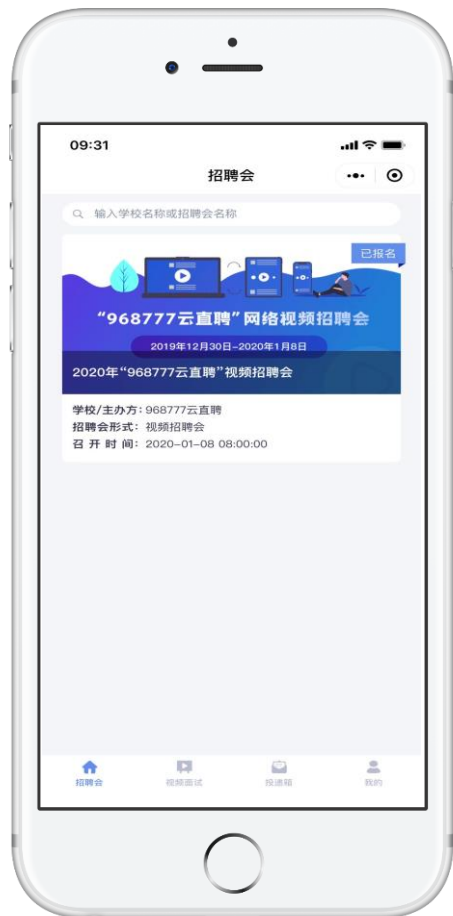 09:31
招聘会
输入学校名称或招聘会名称
已报名
“968777云直聘”网络视频招聘会
2019年12月30日-2020年1月8日
2020年“968777云直聘”视频招聘会
学校/主办方：968777云直聘
招聘会形式：视频招聘会
召 开 时 间：2020-01-08 08:00:00
招聘会
视频面试
投递箱
我的